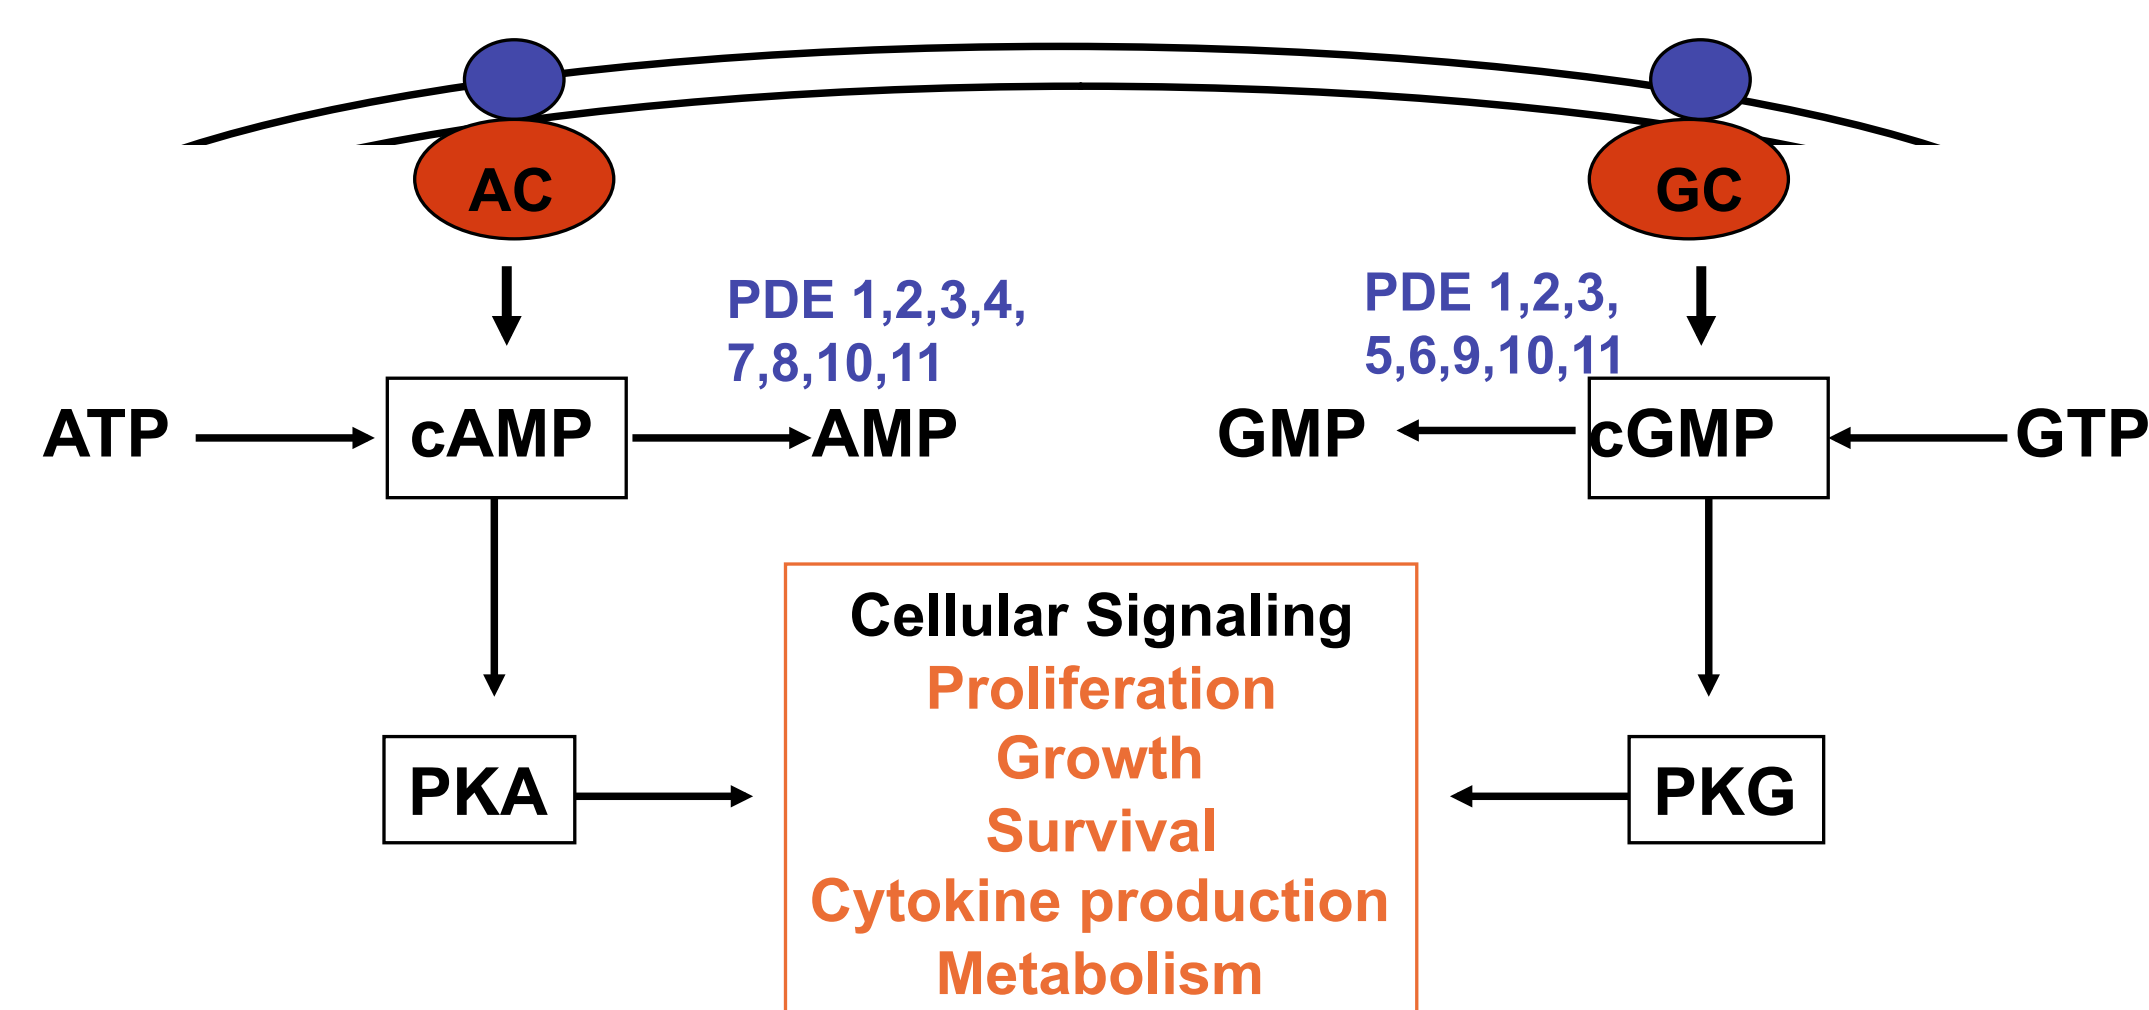 AC
GC
PDE 1,2,3,4,
7,8,10,11
PDE 1,2,3,
5,6,9,10,11
ATP
cAMP
AMP
GMP
cGMP
GTP
Cellular Signaling
Proliferation
Growth
Survival
Cytokine production
Metabolism
PKA
PKG